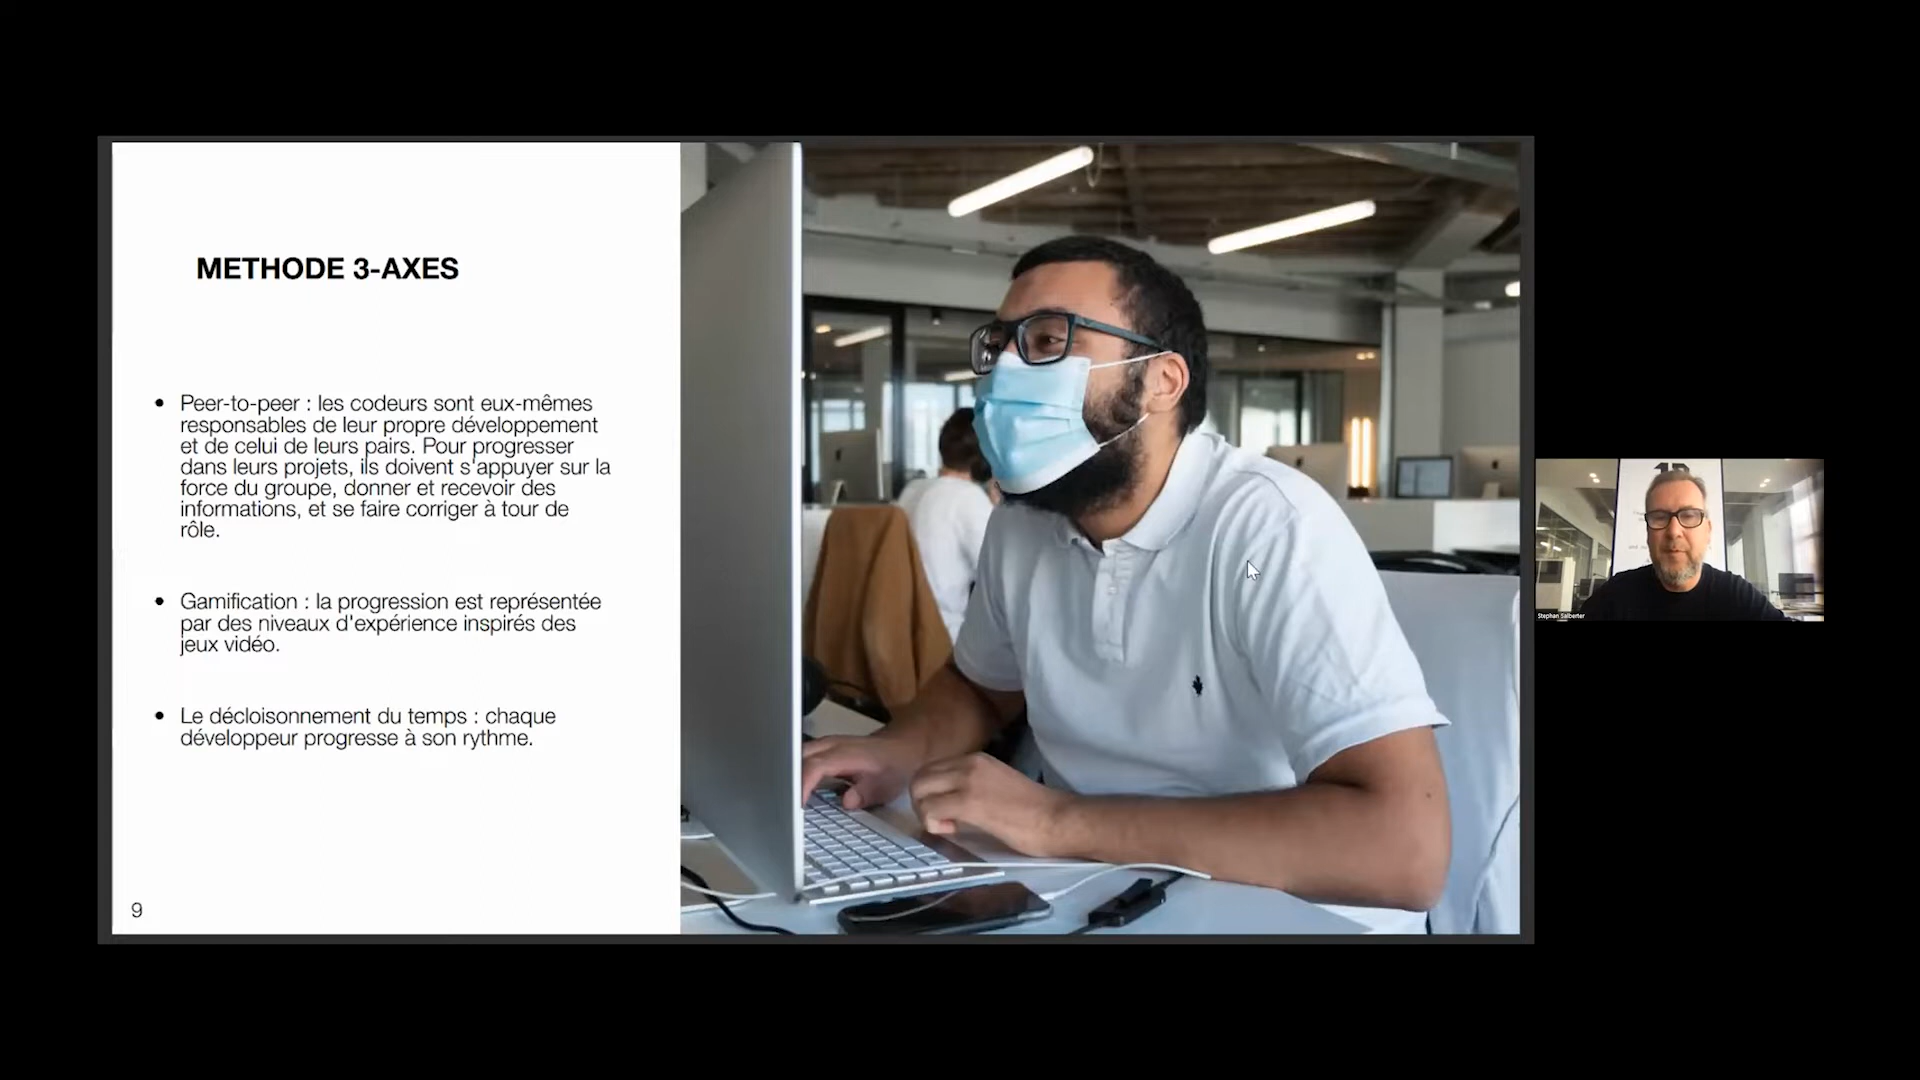 METHODE 3-AXES
• Peer-to-peer : les codeurs sont eux-mêmes
responsables de leur propre développement
et de celui de leurs pairs. Pour progresser
dans leurs projets, ils doivent s'appuyer sur la
force du groupe, donner et recevoir des
informations, et se faire corriger à tour de
rôle.
• Gamification : la progression est représentée
par des niveaux d'expérience inspirés des
jeux vidéo.
• Le décloisonnement du temps : chaque
développeur progresse à son rythme.
9
Stephan Salberter